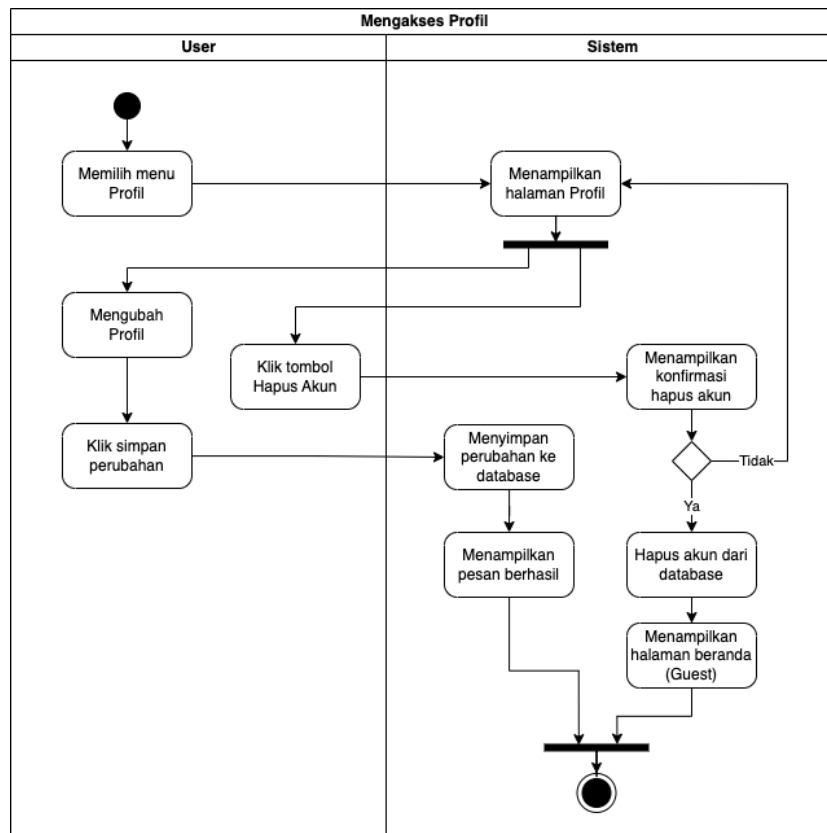 Mengakses Profil
User
Sistem
Memilih menu
Profil
Menampilkan
halaman Profil
Mengubah
Profil
Klik tombol
Hapus Akun
Menampilkan
konfirmasi
hapus akun
Klik simpan
perubahan
Menyimpan
perubahan ke
database
Tidak
Ya
Menampilkan
pesan berhasil
Hapus akun dari
database
Menampilkan
halaman beranda
(Guest)